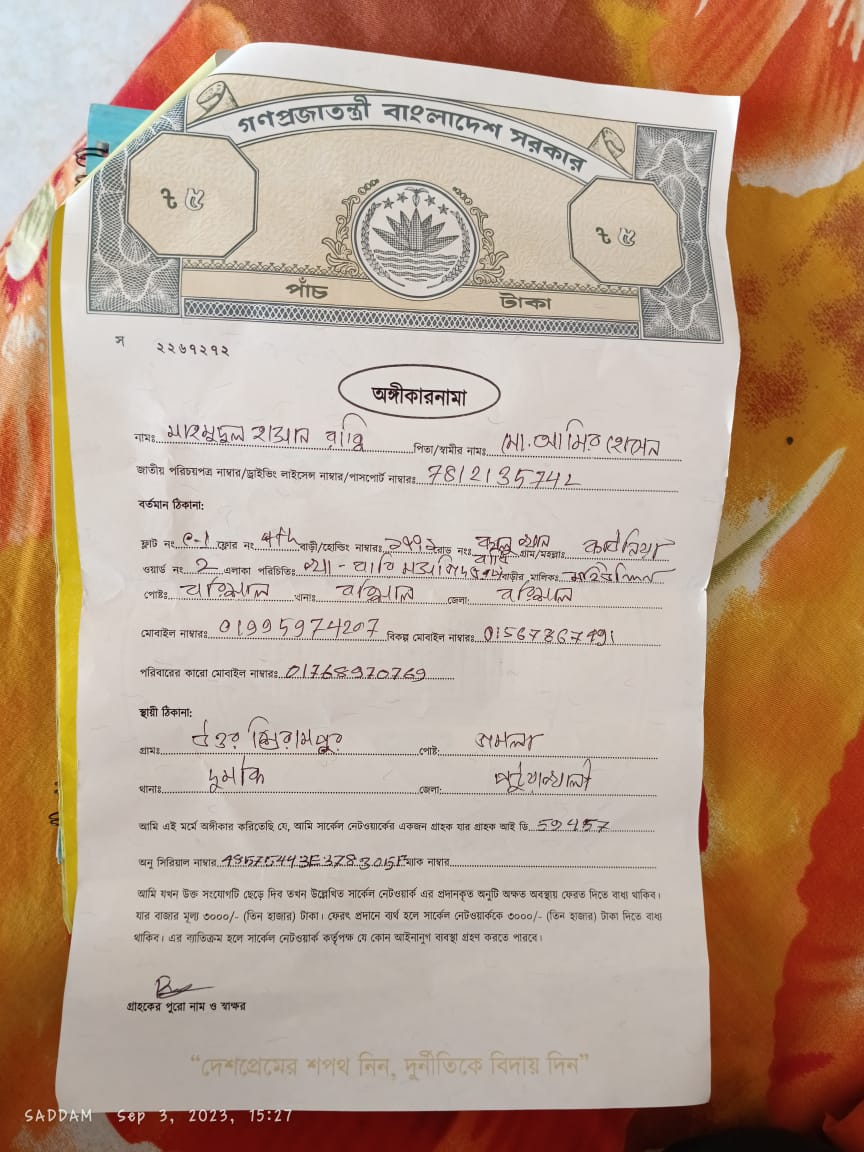 গণপ্রজাতন্ত্রী বাংলাদেশ সরকার
৳ ৫
৳ ৫
পাঁচ টাকা
স ২২৬৭২৭২
অঙ্গীকারনামা
নামঃ মাহমুদুল হাসান রাব্বি পিতা/স্বামীর নামঃ মো. আমির হোসেন
জাতীয় পরিচয়পত্র নাম্বার/ড্রাইভিং লাইসেন্স নাম্বার/পাসপোর্ট নাম্বারঃ 7812135742
বর্তমান ঠিকানা:
ফ্লাট নং e-1 ফ্লোর নং 4th বাড়ী/হোল্ডিং নাম্বারঃ রোড নংঃ গ্রাম/মহল্লাঃ কাউনিয়া
ওয়ার্ড নং 2 এলাকা পরিচিতিঃ বাড়ীর মালিকঃ
পোষ্টঃ বরিশাল থানাঃ বরিশাল জেলা: বরিশাল
মোবাইল নাম্বারঃ 01995974207 বিকল্প মোবাইল নাম্বারঃ 01567867491
পরিবারের কারো মোবাইল নাম্বারঃ 01768970769
স্থায়ী ঠিকানা:
গ্রামঃ উত্তর শ্রিরামপুর পোষ্ট: জামলা
থানাঃ দুমকি জেলা: পটুয়াখালী
আমি এই মর্মে অঙ্গীকার করিতেছি যে, আমি সার্কেল নেটওয়ার্কের একজন গ্রাহক যার গ্রাহক আই ডি 59457
অনু সিরিয়াল নাম্বার 48575443E378305F ম্যাক নাম্বার
আমি যখন উক্ত সংযোগটি ছেড়ে দিব তখন উল্লেখিত সার্কেল নেটওয়ার্ক এর প্রদানকৃত অনুটি অক্ষত অবস্থায় ফেরত দিতে বাধ্য থাকিব।
যার বাজার মূল্য ৩০০০/- (তিন হাজার) টাকা। ফেরৎ প্রদানে ব্যর্থ হলে সার্কেল নেটওয়ার্ককে ৩০০০/- (তিন হাজার) টাকা দিতে বাধ্য
থাকিব। এর ব্যতিক্রম হলে সার্কেল নেটওয়ার্ক কর্তৃপক্ষ যে কোন আইনানুগ ব্যবস্থা গ্রহণ করতে পারবে।
গ্রাহকের পুরো নাম ও স্বাক্ষর
“দেশপ্রেমের শপথ নিন, দুর্নীতিকে বিদায় দিন”
SADDAM Sep 3, 2023, 15:27